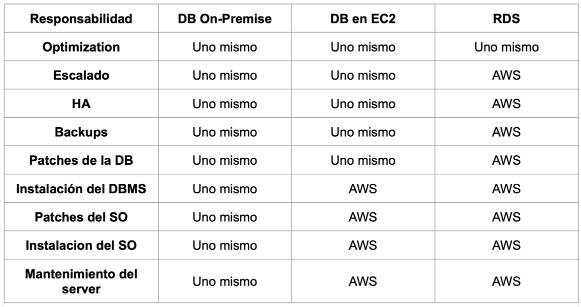 Responsabilidad DB On-Premise DB en EC2 RDS
Optimization Uno mismo Uno mismo Uno mismo
Escalado Uno mismo Uno mismo AWS
HA Uno mismo Uno mismo AWS
Backups Uno mismo Uno mismo AWS
Patches de la DB Uno mismo Uno mismo AWS
Instalación del DBMS Uno mismo AWS AWS
Patches del SO Uno mismo AWS AWS
Instalacion del SO Uno mismo AWS AWS
Mantenimiento del
server Uno mismo AWS AWS